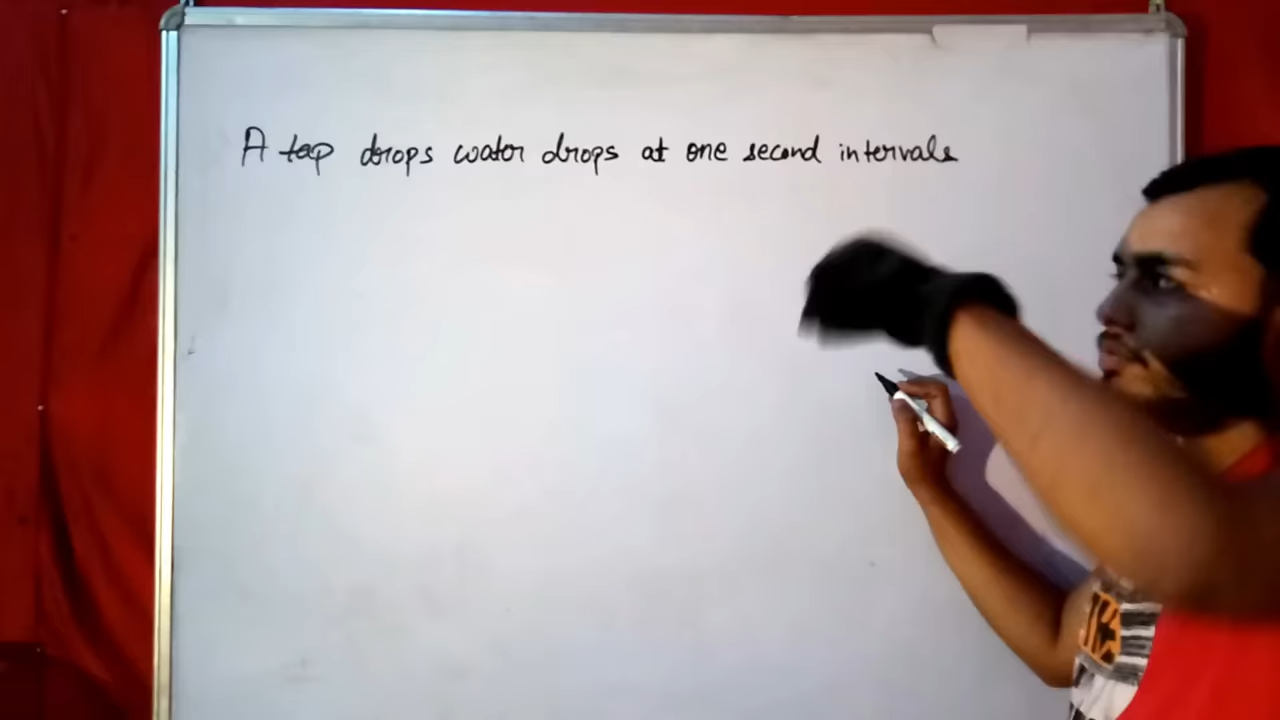 A tap drops water drops at one second intervals